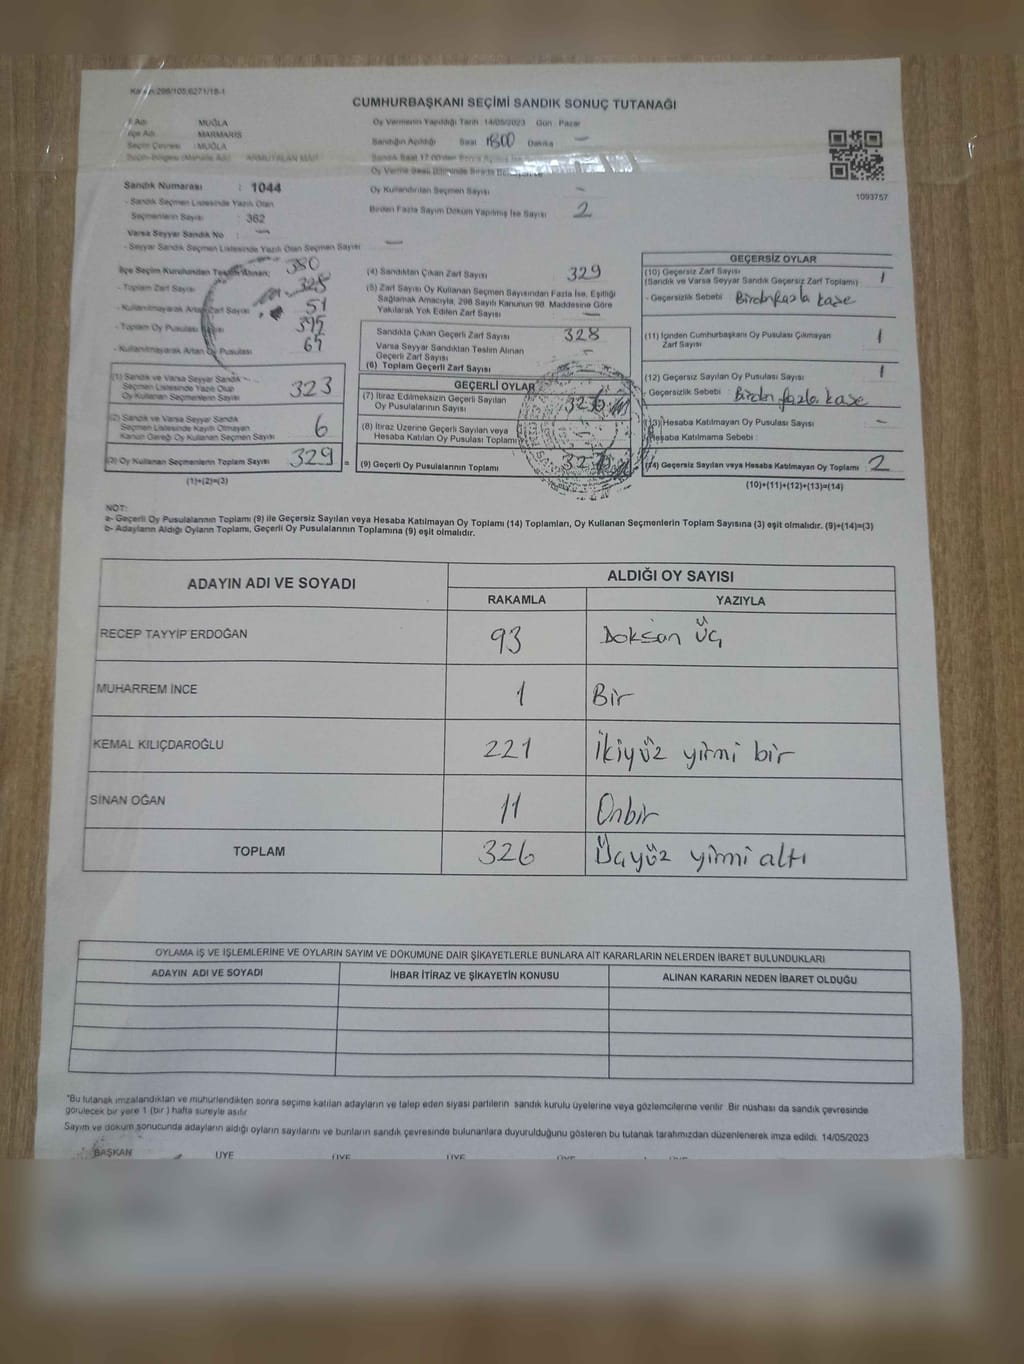 Kanun:298/105;6271/18-1
CUMHURBAŞKANI SEÇİMİ SANDIK SONUÇ TUTANAĞI
İl Adı : MUĞLA
İlçe Adı : MARMARİS
Seçim Çevresi : MUĞLA
Seçim Bölgesi (Mahalle Adı) : ARMUTALAN MAH.
Oy Vermenin Yapıldığı Tarih 14/05/2023 Gün : Pazar
Sandığın Açıldığı Saat 1800 Dakika —
Sandık Numarası : 1044
- Sandık Seçmen Listesinde Yazılı Olan
Seçmenlerin Sayısı : 362
Varsa Seyyar Sandık No —
- Seyyar Sandık Seçmen Listesinde Yazılı Olan Seçmen Sayısı —
Oy Kullandırılan Seçmen Sayısı —
Birden Fazla Sayım Döküm Yapılmış İse Sayısı 2
1093757
İlçe Seçim Kurulundan Teslim Alınan; 380
- Toplam Zarf Sayısı 328
- Kullanılmayarak Artan Zarf Sayısı 51
- Toplam Oy Pusulası Sayısı
- Kullanılmayarak Artan Oy Pusulası
(1) Sandık ve Varsa Seyyar Sandık
Seçmen Listesinde Yazılı Olup
Oy Kullanan Seçmenlerin Sayısı 323
(2) Sandık ve Varsa Seyyar Sandık
Seçmen Listesinde Kayıtlı Olmayan
Kanun Gereği Oy Kullanan Seçmen Sayısı 6
(3) Oy Kullanan Seçmenlerin Toplam Sayısı 329 =
(1)+(2)=(3)
(4) Sandıktan Çıkan Zarf Sayısı 329
(5) Zarf Sayısı Oy Kullanan Seçmen Sayısından Fazla İse, Eşitliği
Sağlamak Amacıyla, 298 Sayılı Kanunun 98. Maddesine Göre
Yakılarak Yok Edilen Zarf Sayısı —
Sandıkta Çıkan Geçerli Zarf Sayısı 328
Varsa Seyyar Sandıktan Teslim Alınan
Geçerli Zarf Sayısı —
(6) Toplam Geçerli Zarf Sayısı
GEÇERLİ OYLAR
(7) İtiraz Edilmeksizin Geçerli Sayılan
Oy Pusulalarının Sayısı
(8) İtiraz Üzerine Geçerli Sayılan veya
Hesaba Katılan Oy Pusulası Toplamı —
(9) Geçerli Oy Pusulalarının Toplamı
GEÇERSİZ OYLAR
(10) Geçersiz Zarf Sayısı
(Sandık ve Varsa Seyyar Sandık Geçersiz Zarf Toplamı) 1
- Geçersizlik Sebebi : Birden fazla kaşe
(11) İçinden Cumhurbaşkanı Oy Pusulası Çıkmayan
Zarf Sayısı 1
(12) Geçersiz Sayılan Oy Pusulası Sayısı 1
- Geçersizlik Sebebi : Birden fazla kaşe
(13) Hesaba Katılmayan Oy Pusulası Sayısı —
Hesaba Katılmama Sebebi :
(14) Geçersiz Sayılan veya Hesaba Katılmayan Oy Toplamı 2
(10)+(11)+(12)+(13)=(14)
NOT:
a- Geçerli Oy Pusulalarının Toplamı (9) ile Geçersiz Sayılan veya Hesaba Katılmayan Oy Toplamı (14) Toplamları, Oy Kullanan Seçmenlerin Toplam Sayısına (3) eşit olmalıdır. (9)+(14)=(3)
b- Adayların Aldığı Oyların Toplamı, Geçerli Oy Pusulalarının Toplamına (9) eşit olmalıdır.
ADAYIN ADI VE SOYADI ALDIĞI OY SAYISI
RAKAMLA YAZIYLA
RECEP TAYYİP ERDOĞAN 93 Doksan Üç
MUHARREM İNCE 1 Bir
KEMAL KILIÇDAROĞLU 221 İkiyüz yirmi bir
SİNAN OĞAN 11 Onbir
TOPLAM 326 Üçyüz yirmi altı
OYLAMA İŞ VE İŞLEMLERİNE VE OYLARIN SAYIM VE DÖKÜMÜNE DAİR ŞİKAYETLERLE BUNLARA AİT KARARLARIN NELERDEN İBARET BULUNDUKLARI
ADAYIN ADI VE SOYADI İHBAR İTİRAZ VE ŞİKAYETİN KONUSU ALINAN KARARIN NEDEN İBARET OLDUĞU
*Bu tutanak imzalandıktan ve mühürlendikten sonra seçime katılan adayların ve talep eden siyasi partilerin sandık kurulu üyelerine veya gözlemcilerine verilir. Bir nüshası da sandık çevresinde
görülecek bir yere 1 (bir ) hafta süreyle asılır
Sayım ve döküm sonucunda adayların aldığı oyların sayılarını ve bunların sandık çevresinde bulunanlara duyurulduğunu gösteren bu tutanak tarafımızdan düzenlenerek imza edildi. 14/05/2023
BAŞKAN ÜYE ÜYE ÜYE ÜYE ÜYE